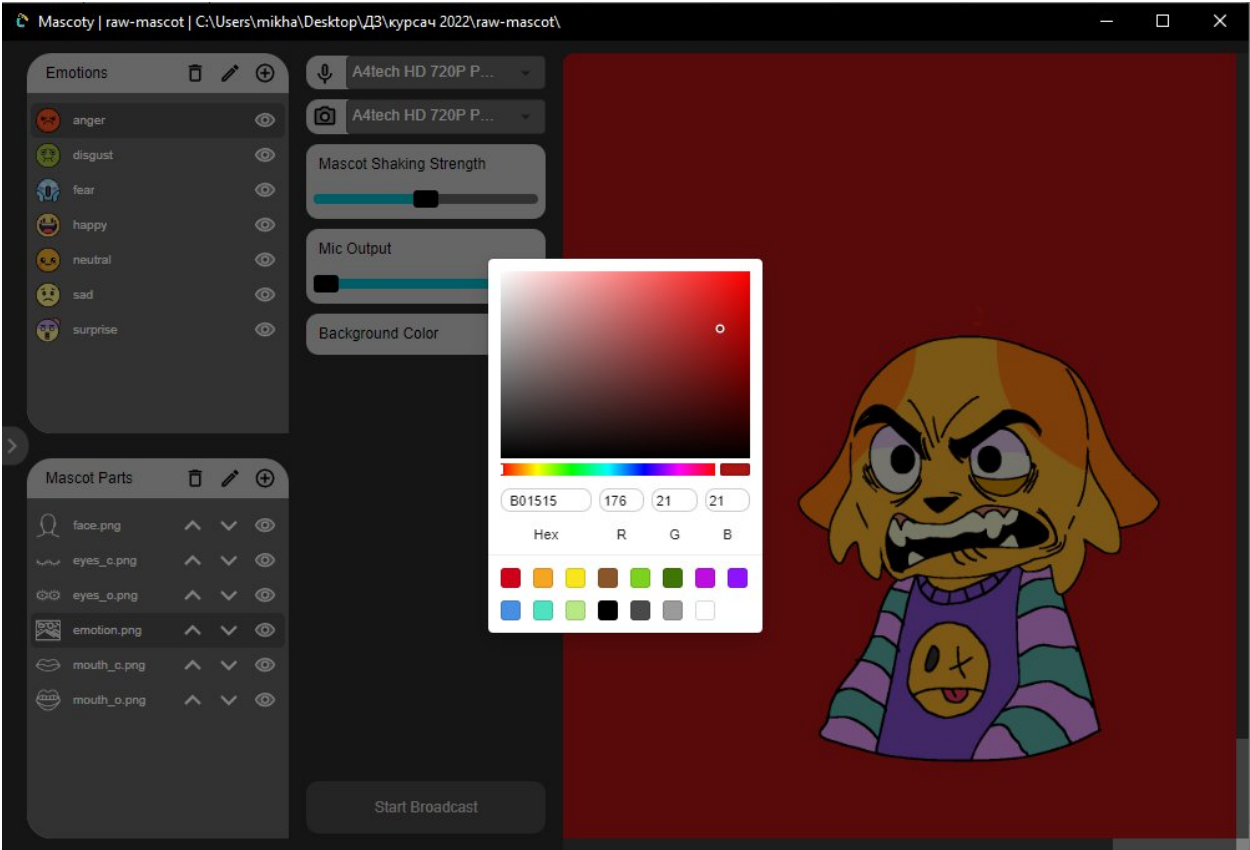 Mascoty | raw-mascot | C:\Users\mikha\Desktop\ДЗ\курсач 2022\raw-mascot\
Emotions
anger
disgust
fear
happy
neutral
sad
surprise
Mascot Parts
face.png
eyes_c.png
eyes_o.png
emotion.png
mouth_c.png
mouth_o.png
A4tech HD 720P P...
A4tech HD 720P P...
Mascot Shaking Strength
Mic Output
Background Color
Start Broadcast
B01515 176 21 21
Hex R G B